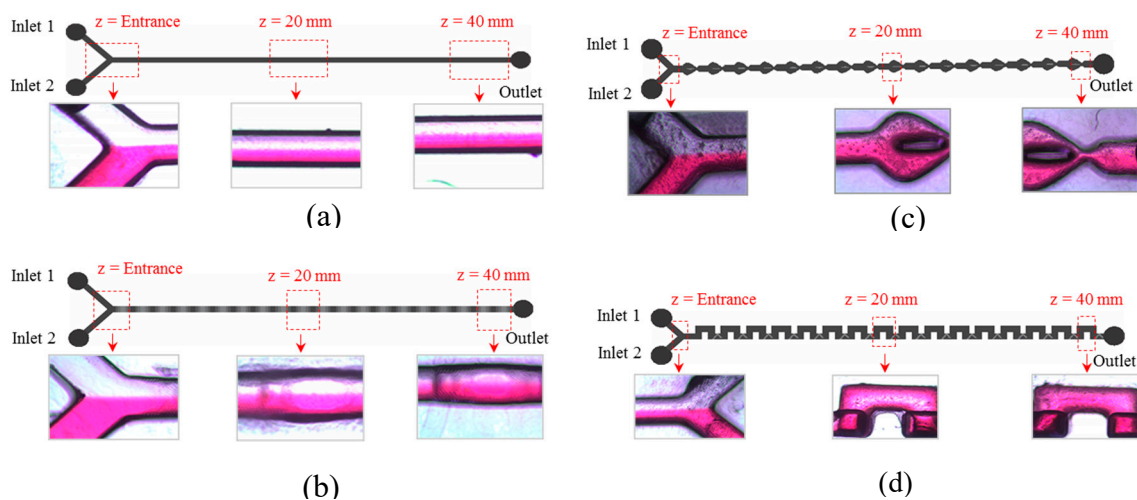 Inlet 1
z = Entrance
z = 20 mm
z = 40 mm
Inlet 2
Outlet
(a)
Inlet 1
z = Entrance
z = 20 mm
z = 40 mm
Inlet 2
Outlet
(b)
Inlet 1
z = Entrance
z = 20 mm
z = 40 mm
Inlet 2
Outlet
(c)
Inlet 1
z = Entrance
z = 20 mm
z = 40 mm
Inlet 2
Outlet
(d)